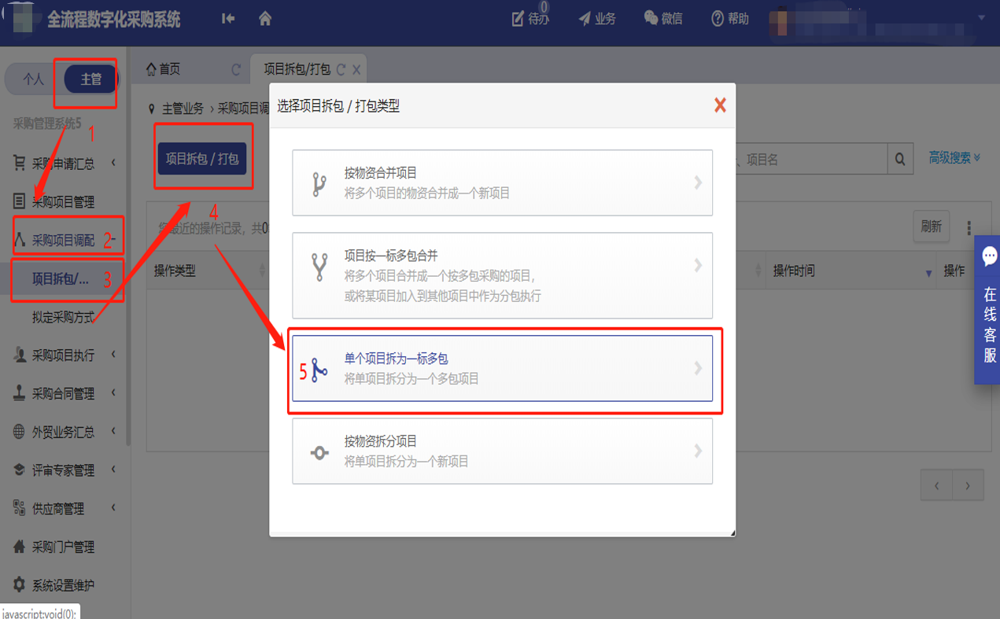 全流程数字化采购系统
待办
0
业务
微信
帮助
个人
主管
首页
项目拆包/打包
采购管理系统5
1
主管业务 › 采购项目调
选择项目拆包 / 打包类型
采购申请汇总
项目拆包 / 打包
项目名
高级搜索
采购项目管理
4
您最近的操作记录，共0
刷新
采购项目调配
2
操作类型
操作时间
操作
项目拆包/...
3
拟定采购方式
采购项目执行
采购合同管理
外贸业务汇总
评审专家管理
供应商管理
采购门户管理
系统设置维护
按物资合并项目
将多个项目的物资合并成一个新项目
项目按一标多包合并
将多个项目合并成一个按多包采购的项目，
或将某项目加入到其他项目中作为分包执行
5
单个项目拆为一标多包
将单项目拆分为一个多包项目
按物资拆分项目
将单项目拆分为一个新项目
在线客服
javascript:void(0);